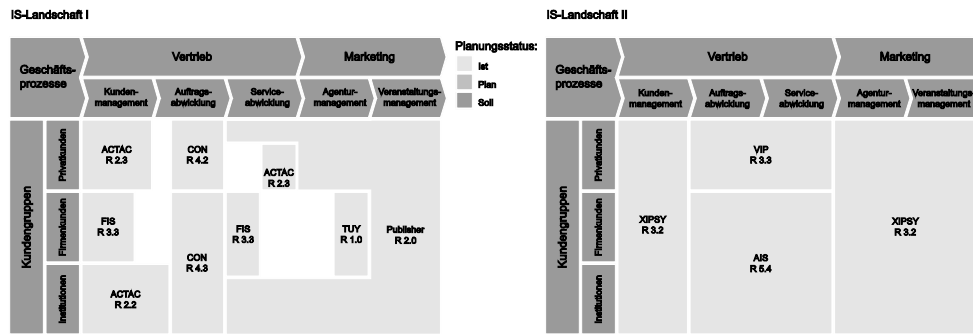 IS-Landschaft I
Geschäfts-
prozesse
Vertrieb
Marketing
Kunden-
management
Auftrags-
abwicklung
Service-
abwicklung
Agentur-
management
Veranstaltungs-
management
Kundengruppen
Privatkunden
Firmenkunden
Institutionen
ACTAC
R 2.3
CON
R 4.2
ACTAC
R 2.3
FIS
R 3.3
CON
R 4.3
FIS
R 3.3
TUY
R 1.0
Publisher
R 2.0
ACTAC
R 2.2
Planungsstatus:
Ist
Plan
Soll
IS-Landschaft II
Geschäfts-
prozesse
Vertrieb
Marketing
Kunden-
management
Auftrags-
abwicklung
Service-
abwicklung
Agentur-
management
Veranstaltungs-
management
Kundengruppen
Privatkunden
Firmenkunden
Institutionen
VIP
R 3.3
XIPSY
R 3.2
AIS
R 5.4
XIPSY
R 3.2